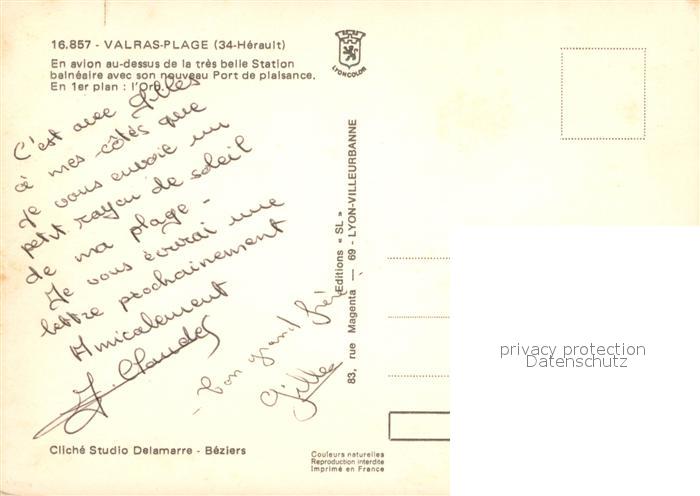 16.857 - VALRAS-PLAGE (34-Hérault)
En avion au-dessus de la très belle Station
balnéaire avec son nouveau Port de plaisance.
En 1er plan : l'Orb.
LYONCOLOR
C'est avec Gilles
à mes côtés que
je vous envoie un
petit rayon de soleil
de ma plage -
Je vous écrirai une
lettre prochainement
Amicalement
J. Claude
- ton grand frère
Gilles
Cliché Studio Delamarre - Béziers
Editions « SL »
83, rue Magenta — 69 - LYON-VILLEURBANNE
Couleurs naturelles
Reproduction interdite
Imprimé en France
privacy protection
Datenschutz